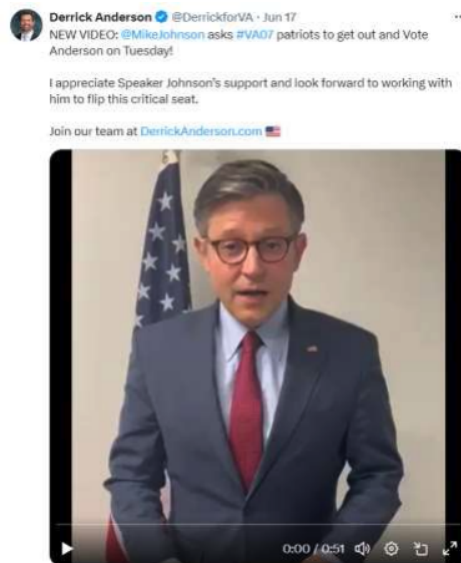 Derrick Anderson @DerrickforVA · Jun 17
NEW VIDEO: @MikeJohnson asks #VA07 patriots to get out and Vote
Anderson on Tuesday!
I appreciate Speaker Johnson's support and look forward to working with
him to flip this critical seat.
Join our team at DerrickAnderson.com
0:00 / 0:51